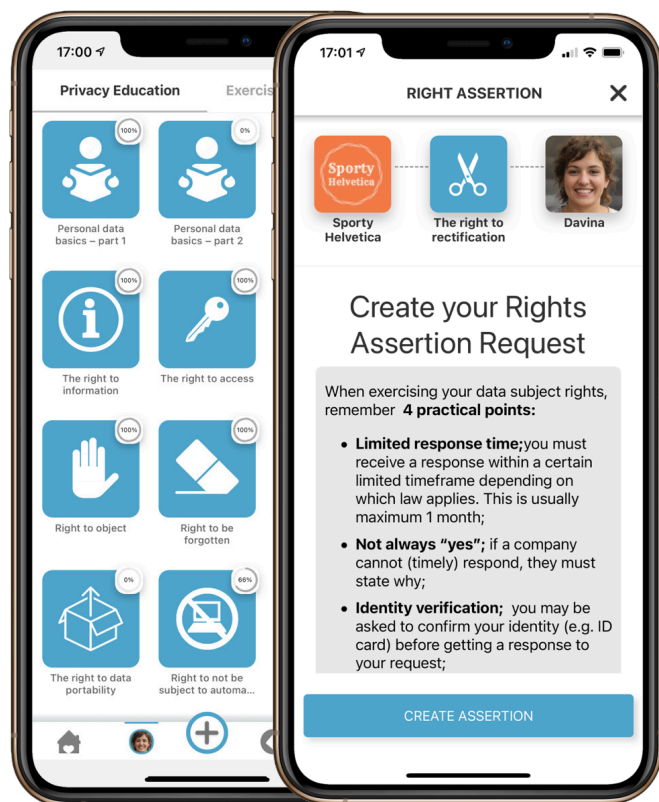 17:00
Privacy Education
Exercis
100%
0%
Personal data
basics – part 1
Personal data
basics – part 2
100%
100%
The right to
information
The right to access
100%
100%
Right to object
Right to be
forgotten
0%
66%
The right to data
portability
Right to not be
subject to automa...
17:01
RIGHT ASSERTION
Sporty
Helvetica
Sporty
Helvetica
The right to
rectification
Davina
Create your Rights
Assertion Request
When exercising your data subject rights,
remember 4 practical points:
• Limited response time;you must
receive a response within a certain
limited timeframe depending on
which law applies. This is usually
maximum 1 month;
• Not always “yes”; if a company
cannot (timely) respond, they must
state why;
• Identity verification; you may be
asked to confirm your identity (e.g. ID
card) before getting a response to
your request;
CREATE ASSERTION